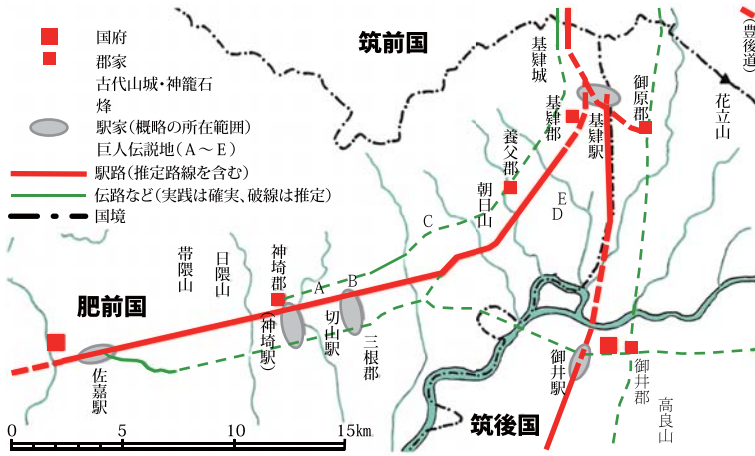 国府
郡家
古代山城・神籠石
烽
駅家（概略の所在範囲）
巨人伝説地（A～E）
駅路（推定路線を含む）
伝路など（実践は確実、破線は推定）
国境
筑前国
基肄城
（豊後道）
御原郡
花立山
基肄郡
基肄駅
養父郡
朝日山
E
D
C
帯隈山
日隈山
神埼郡
A
B
肥前国
（神埼駅）
切山駅
三根郡
佐嘉駅
御井駅
御井郡
高良山
筑後国
0
5
10
15km